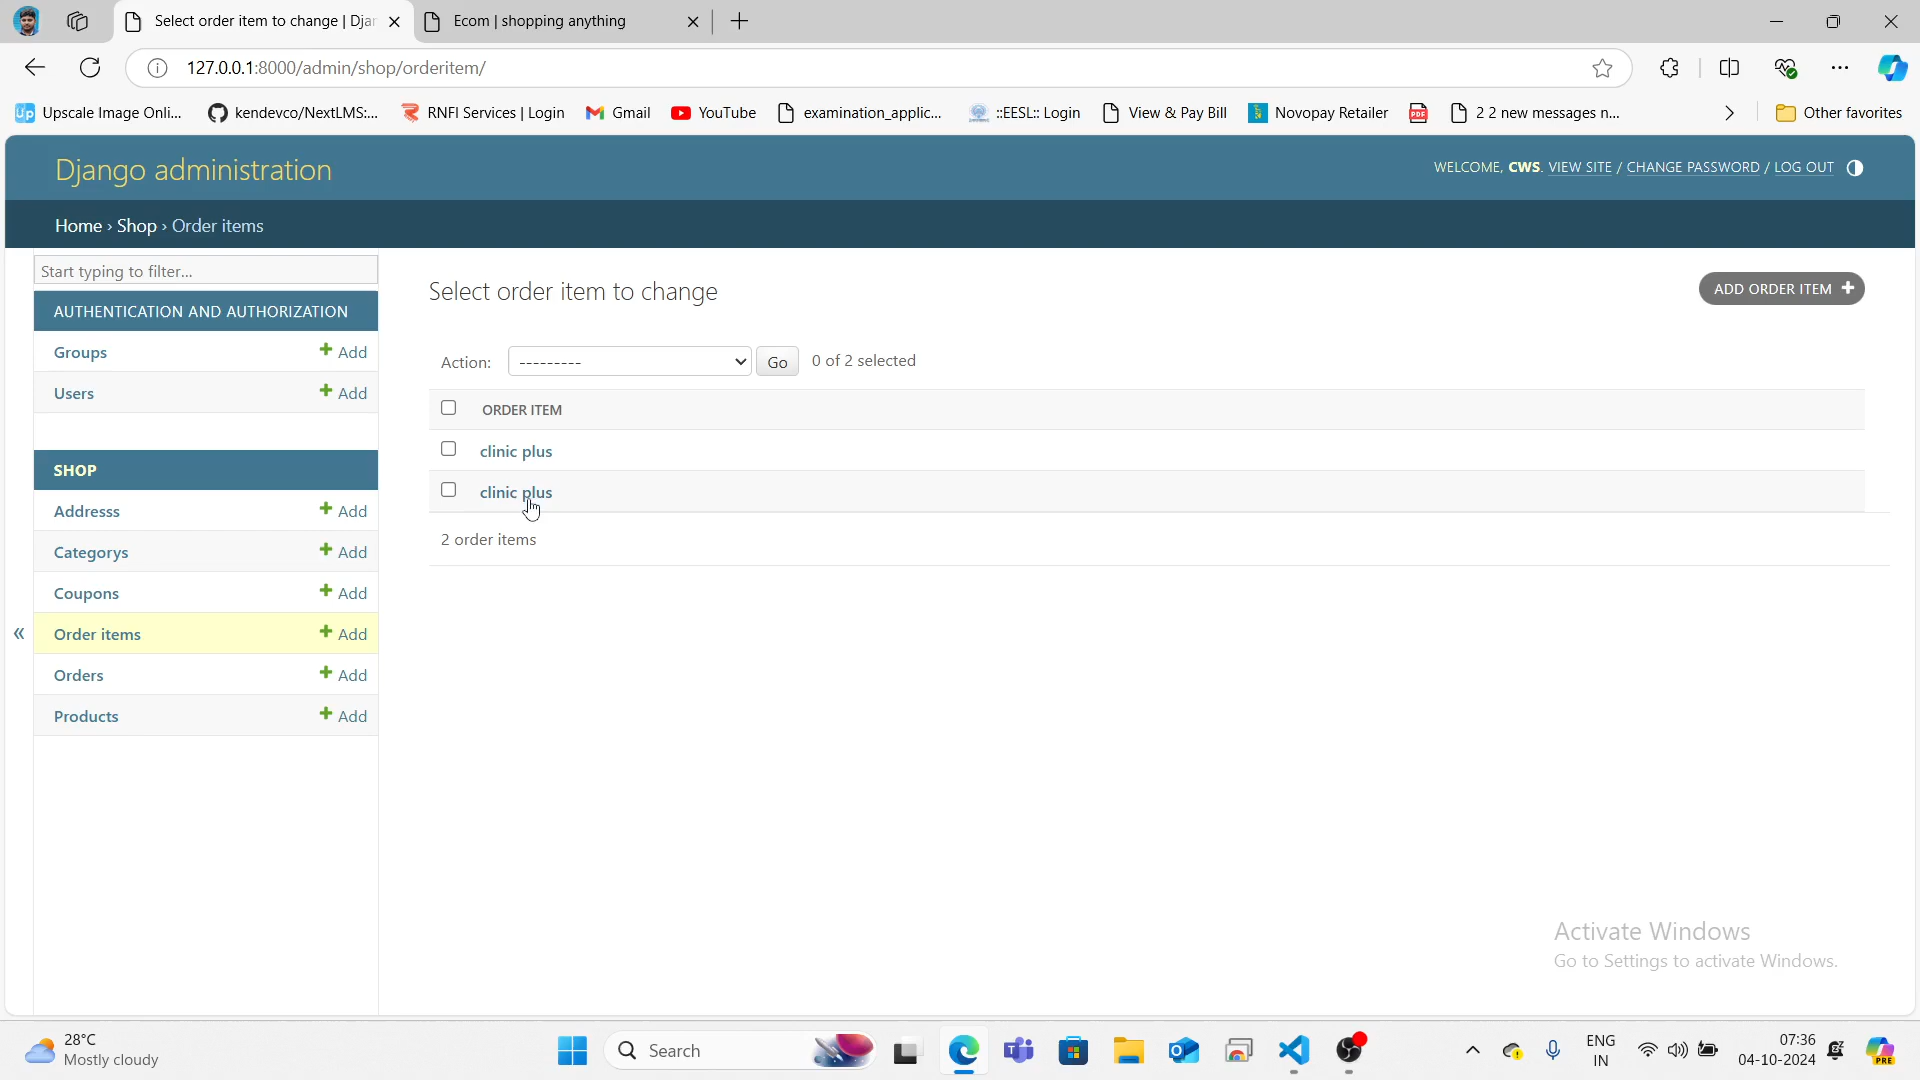 Select order item to change | Djan
Ecom | shopping anything
127.0.0.1:8000/admin/shop/orderitem/
Upscale Image Onli...
kendevco/NextLMS:...
RNFI Services | Login
Gmail
YouTube
examination_applic...
::EESL:: Login
View & Pay Bill
Novopay Retailer
2 2 new messages n...
Other favorites
Django administration
WELCOME, CWS. VIEW SITE / CHANGE PASSWORD / LOG OUT
Home › Shop › Order items
Start typing to filter...
AUTHENTICATION AND AUTHORIZATION
Groups
Add
Users
Add
SHOP
Addresss
Add
Categorys
Add
Coupons
Add
Order items
Add
Orders
Add
Products
Add
Select order item to change
ADD ORDER ITEM
Action:
---------
Go
0 of 2 selected
ORDER ITEM
clinic plus
clinic plus
2 order items
Activate Windows
Go to Settings to activate Windows.
28°C
Mostly cloudy
Search
ENG
IN
07:36
04-10-2024